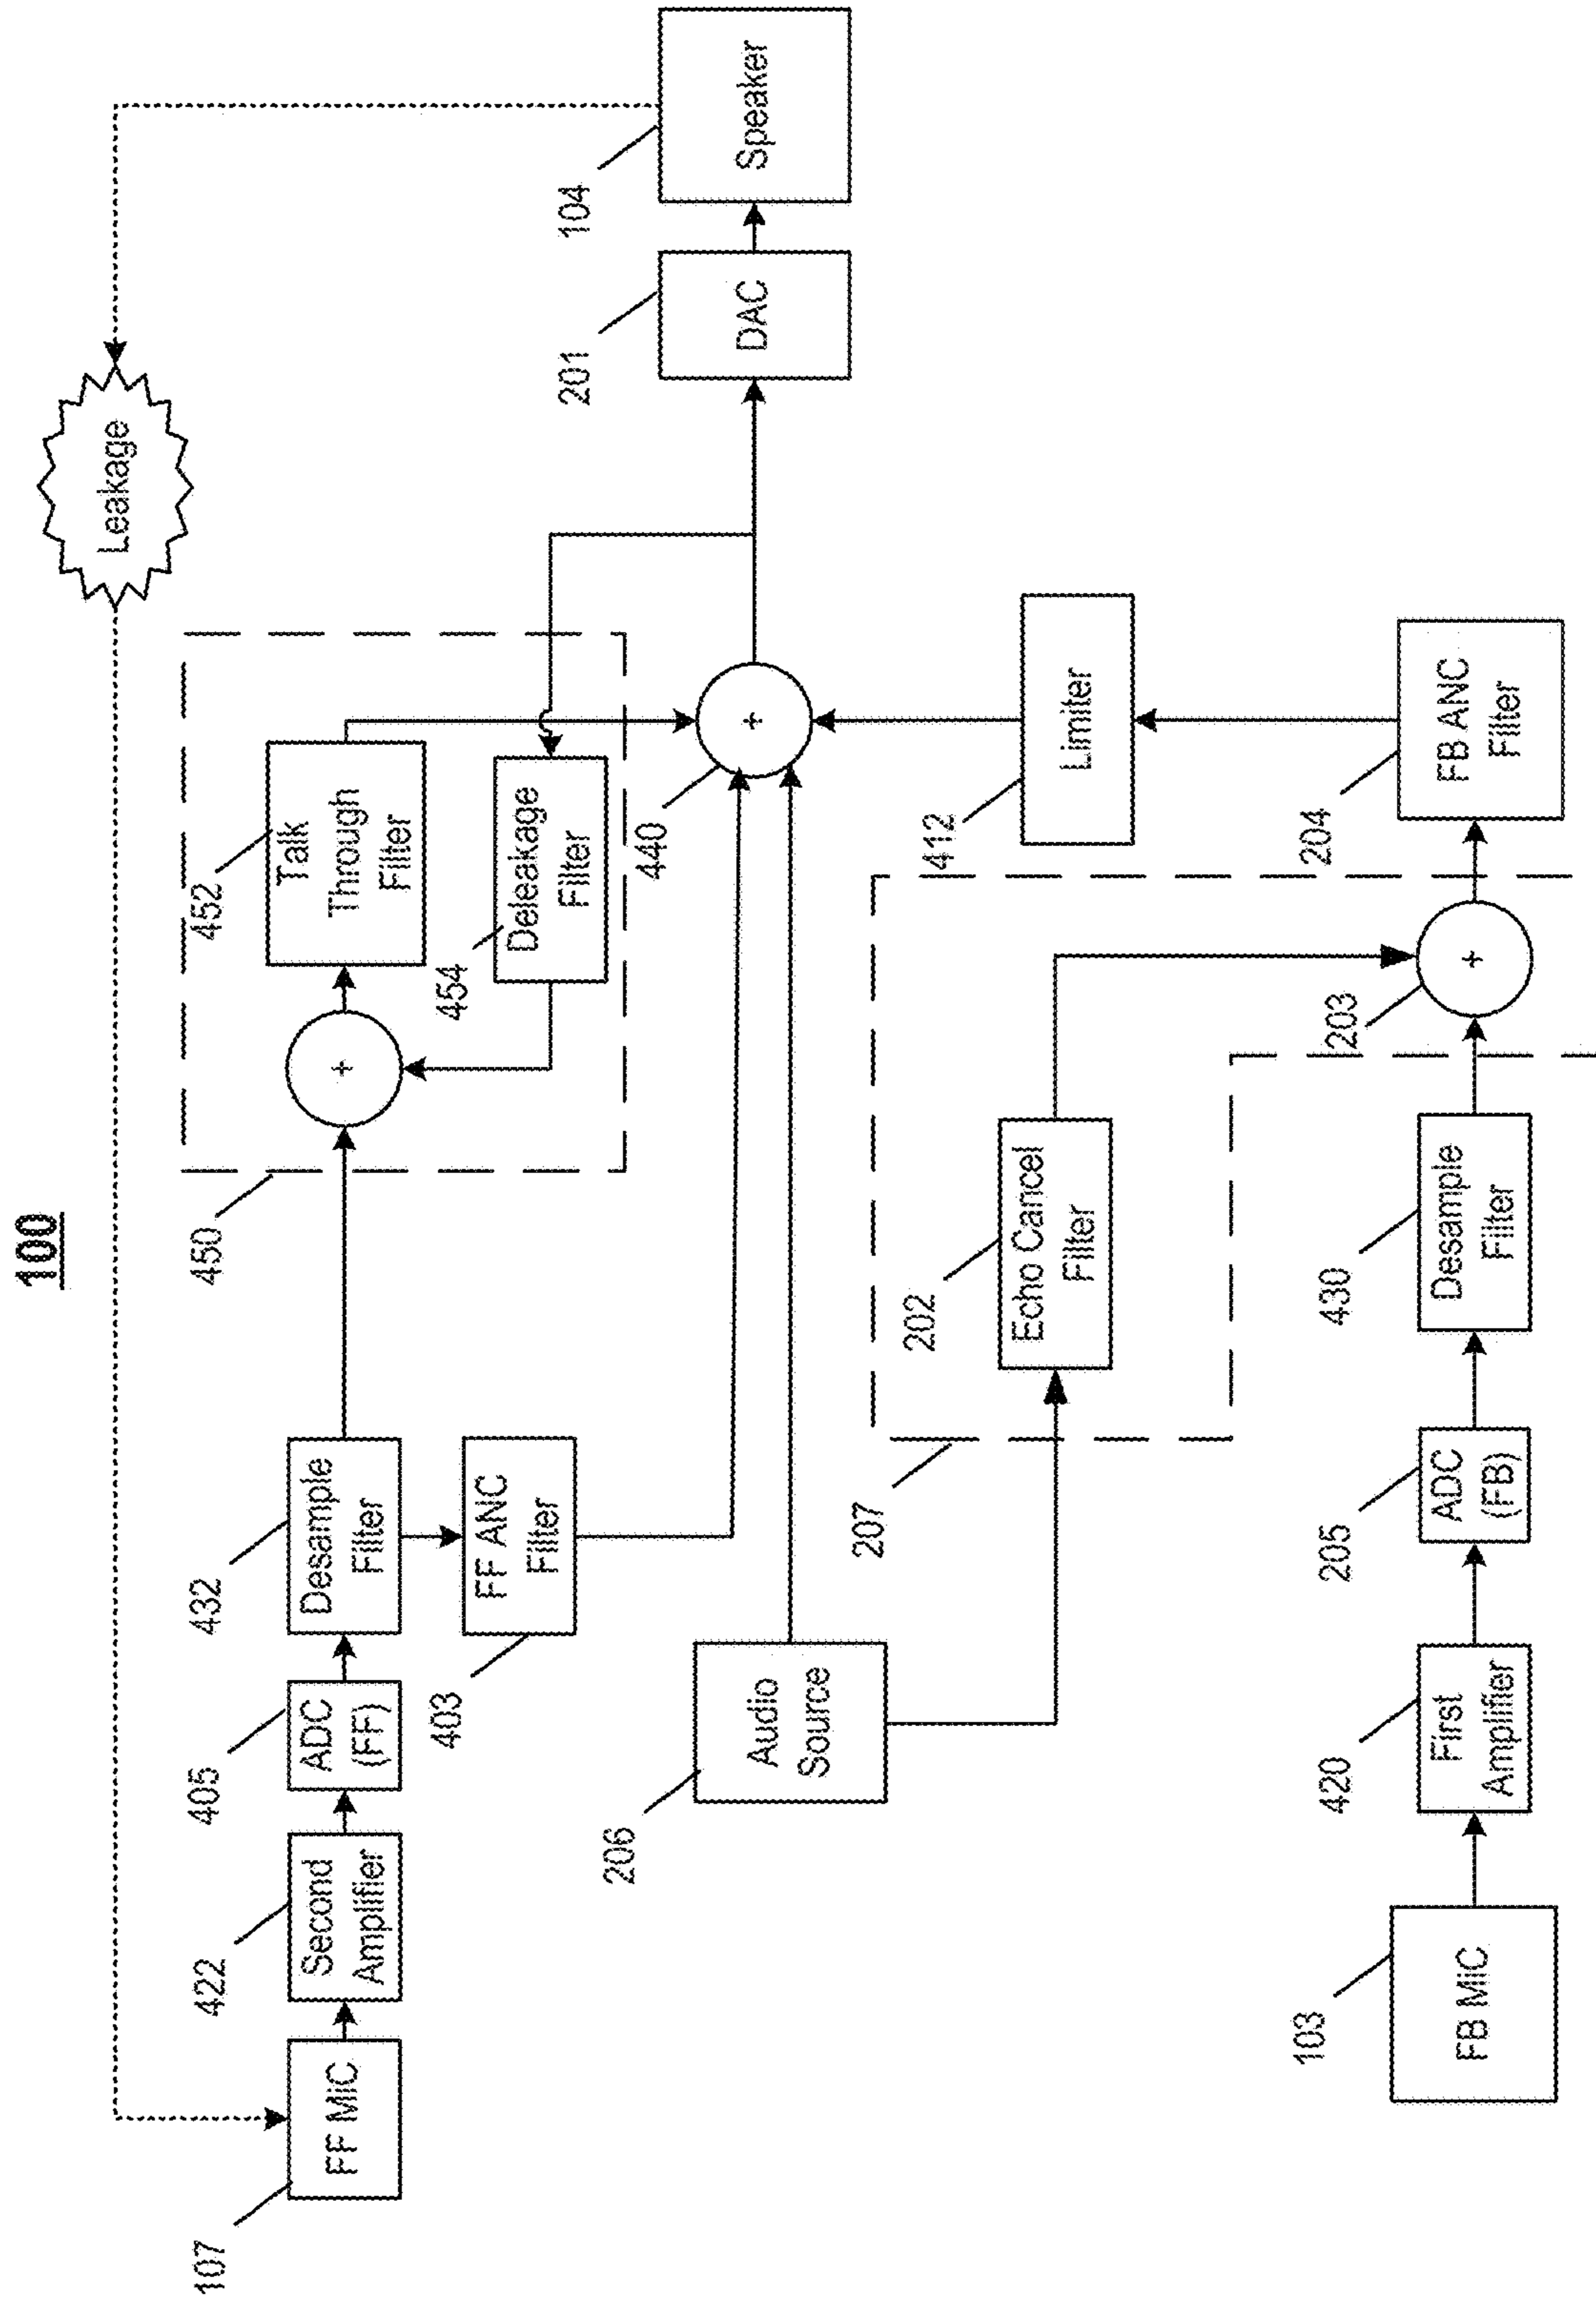 100
Leakage
107
FF MiC
422
Second
Amplifier
405
ADC
(FF)
432
Desample
Filter
403
FF ANC
Filter
450
+
452
Talk
Through
Filter
454
Deleakage
Filter
440
+
201
DAC
104
Speaker
206
Audio
Source
207
202
Echo Cancel
Filter
412
Limiter
103
FB MiC
420
First
Amplifier
205
ADC
(FB)
430
Desample
Filter
203
+
204
FB ANC
Filter